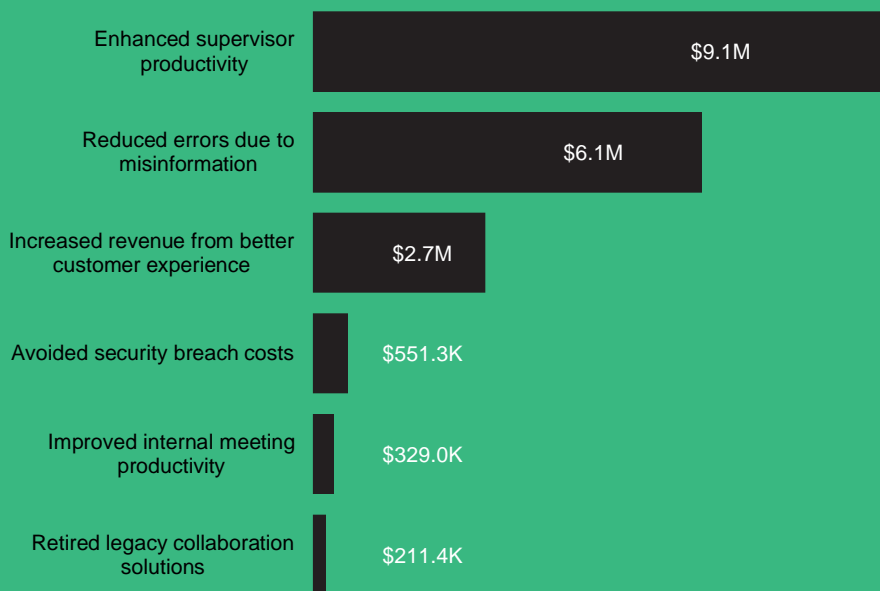 Enhanced supervisor
productivity
$9.1M
Reduced errors due to
misinformation
$6.1M
Increased revenue from better
customer experience
$2.7M
Avoided security breach costs
$551.3K
Improved internal meeting
productivity
$329.0K
Retired legacy collaboration
solutions
$211.4K